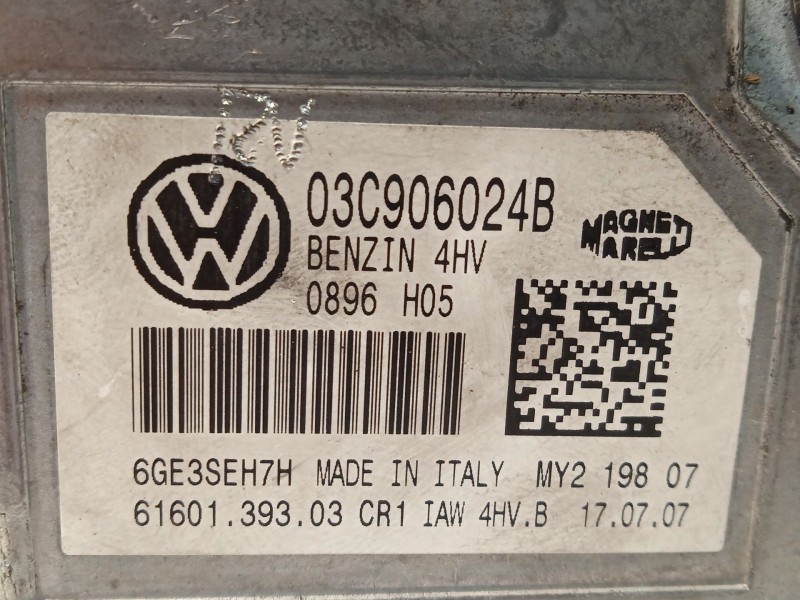 03C906024B
BENZIN 4HV
0896 H05
MAGNETI
MARELLI
6GE3SEH7H MADE IN ITALY MY2 198 07
61601.393.03 CR1 IAW 4HV.B 17.07.07